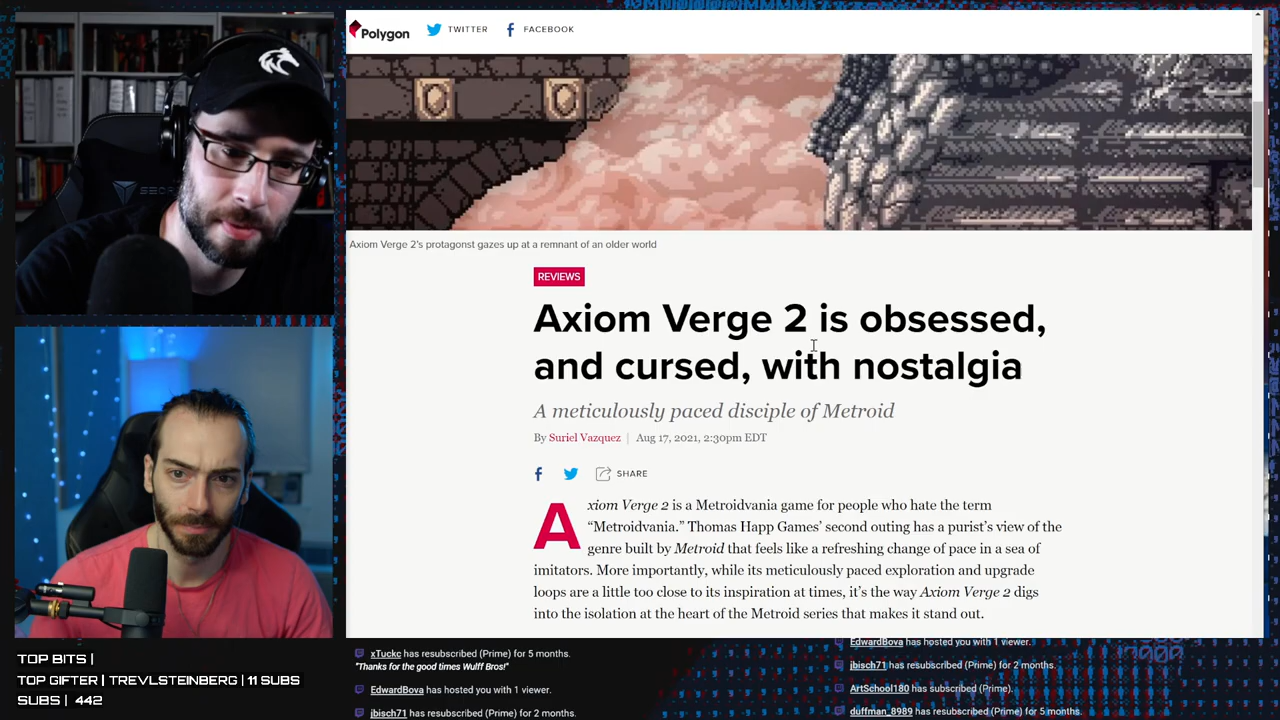 Polygon
TWITTER
FACEBOOK
Axiom Verge 2's protagonst gazes up at a remnant of an older world
REVIEWS
Axiom Verge 2 is obsessed,
and cursed, with nostalgia
A meticulously paced disciple of Metroid
By Suriel Vazquez | Aug 17, 2021, 2:30pm EDT
SHARE
Axiom Verge 2 is a Metroidvania game for people who hate the term
“Metroidvania.” Thomas Happ Games’ second outing has a purist’s view of the
genre built by Metroid that feels like a refreshing change of pace in a sea of
imitators. More importantly, while its meticulously paced exploration and upgrade
loops are a little too close to its inspiration at times, it’s the way Axiom Verge 2 digs
into the isolation at the heart of the Metroid series that makes it stand out.
TOP BITS |
TOP GIFTER | TREVLSTEINBERG | 11 SUBS
SUBS | 442
xTuckc has resubscribed (Prime) for 5 months.
"Thanks for the good times Wulff Bros!"
EdwardBova has hosted you with 1 viewer.
jbisch71 has resubscribed (Prime) for 2 months.
EdwardBova has hosted you with 1 viewer.
jbisch71 has resubscribed (Prime) for 2 months.
ArtSchool180 has subscribed (Prime).
duffman_8989 has resubscribed (Prime) for 5 months.